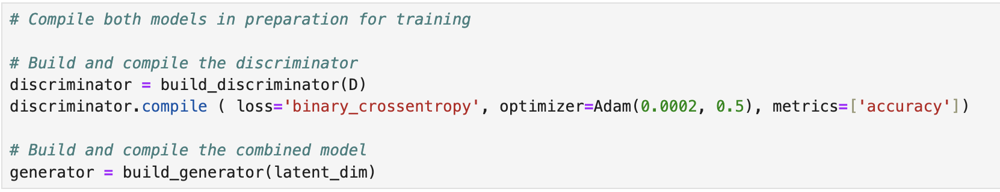 # Compile both models in preparation for training
# Build and compile the discriminator
discriminator = build_discriminator(D)
discriminator.compile ( loss='binary_crossentropy', optimizer=Adam(0.0002, 0.5), metrics=['accuracy'])
# Build and compile the combined model
generator = build_generator(latent_dim)